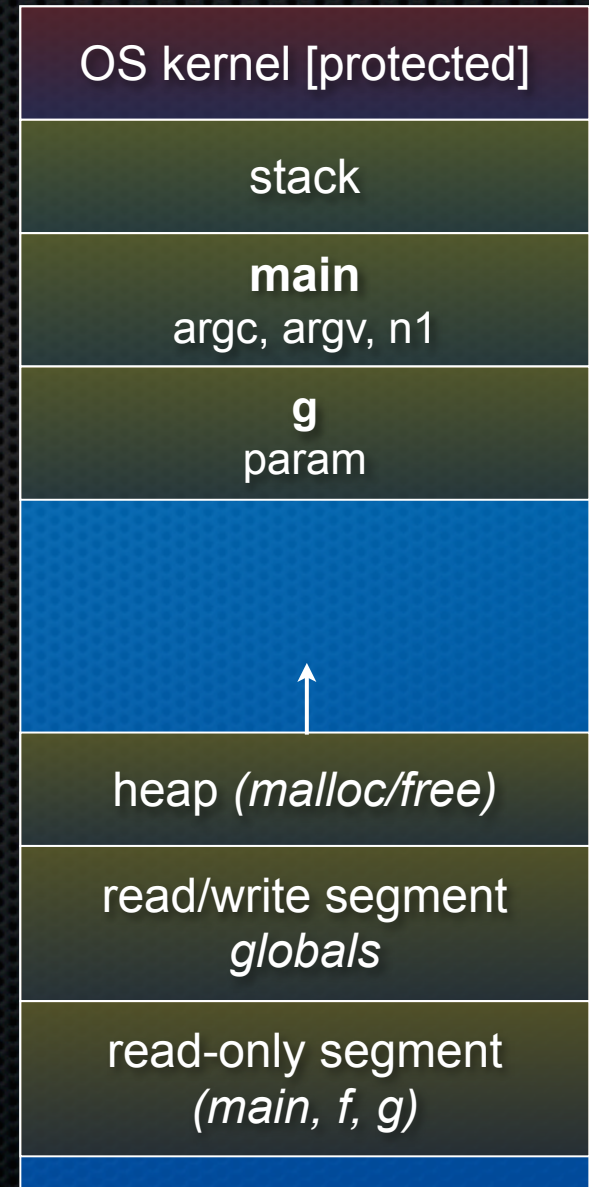 OS kernel [protected]
stack
main
argc, argv, n1
g
param
heap (malloc/free)
read/write segment
globals
read-only segment
(main, f, g)